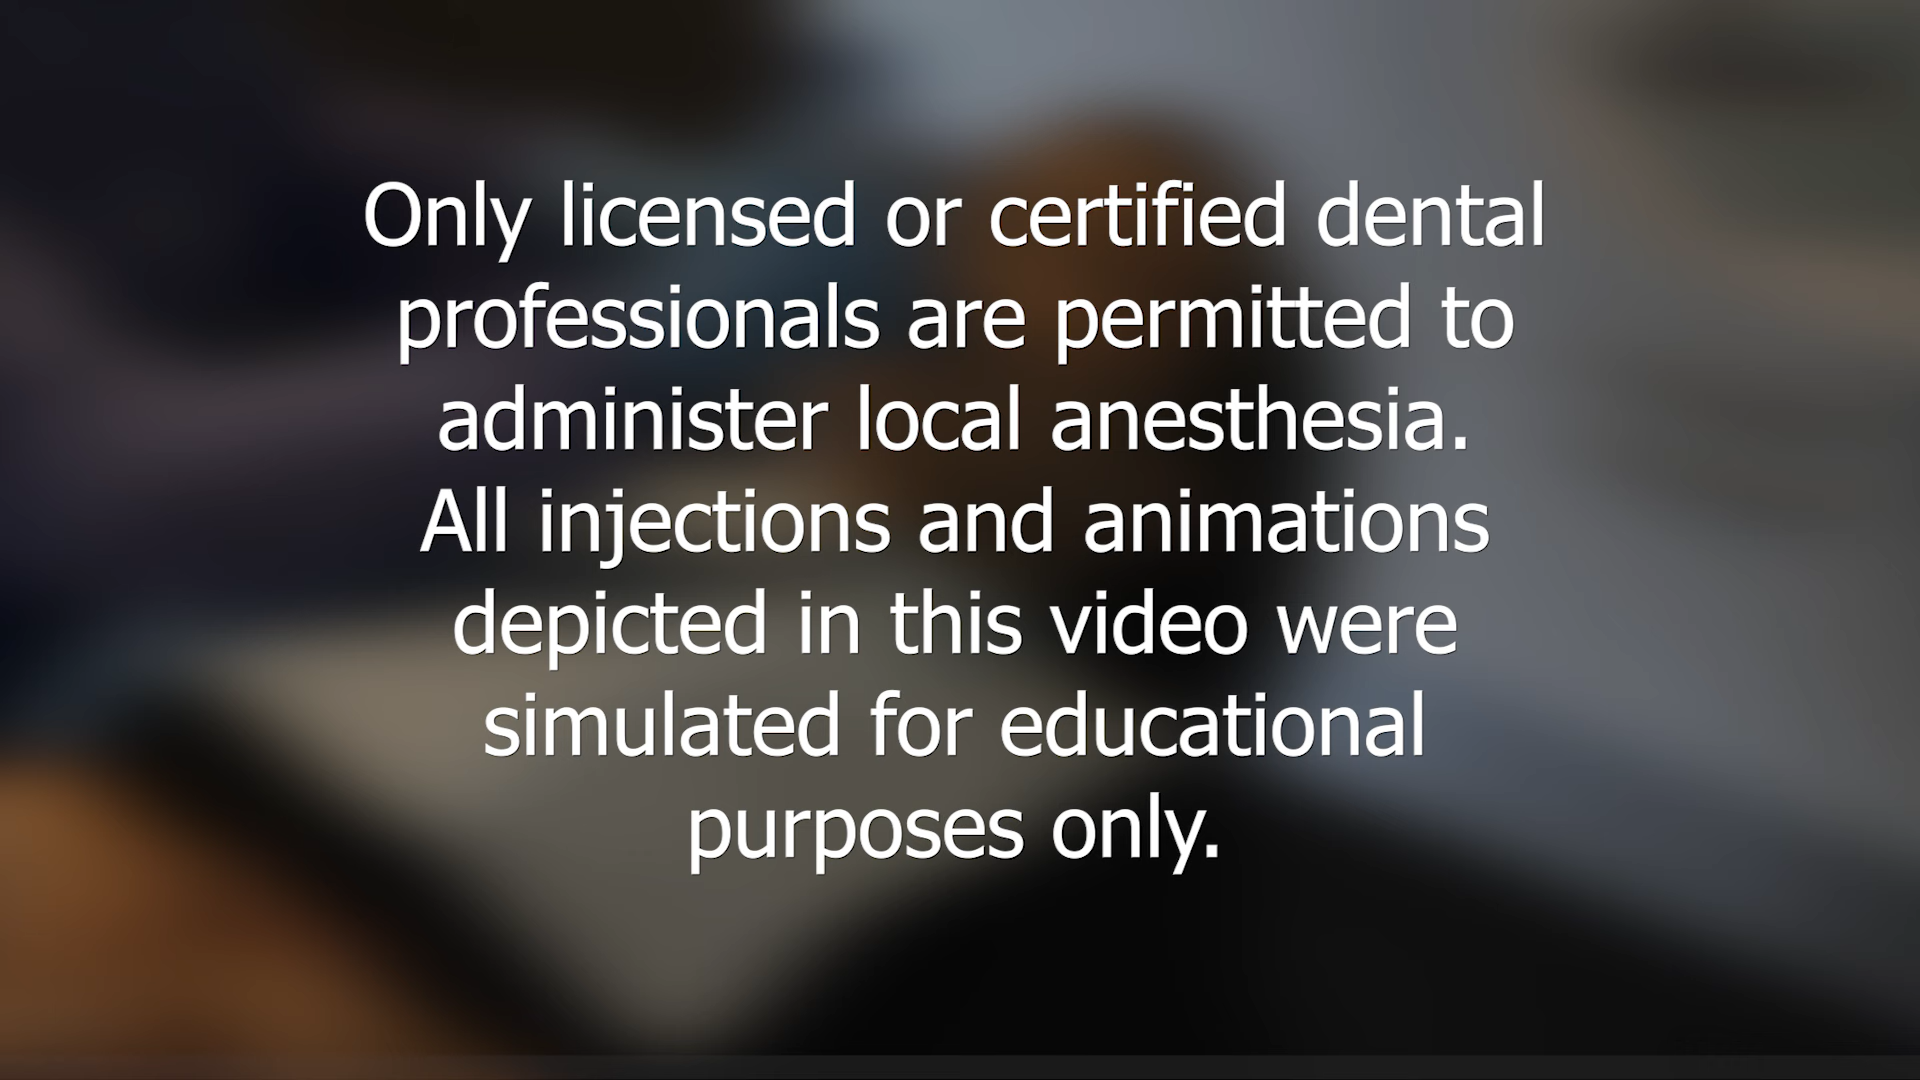 Only licensed or certified dental
professionals are permitted to
administer local anesthesia.
All injections and animations
depicted in this video were
simulated for educational
purposes only.